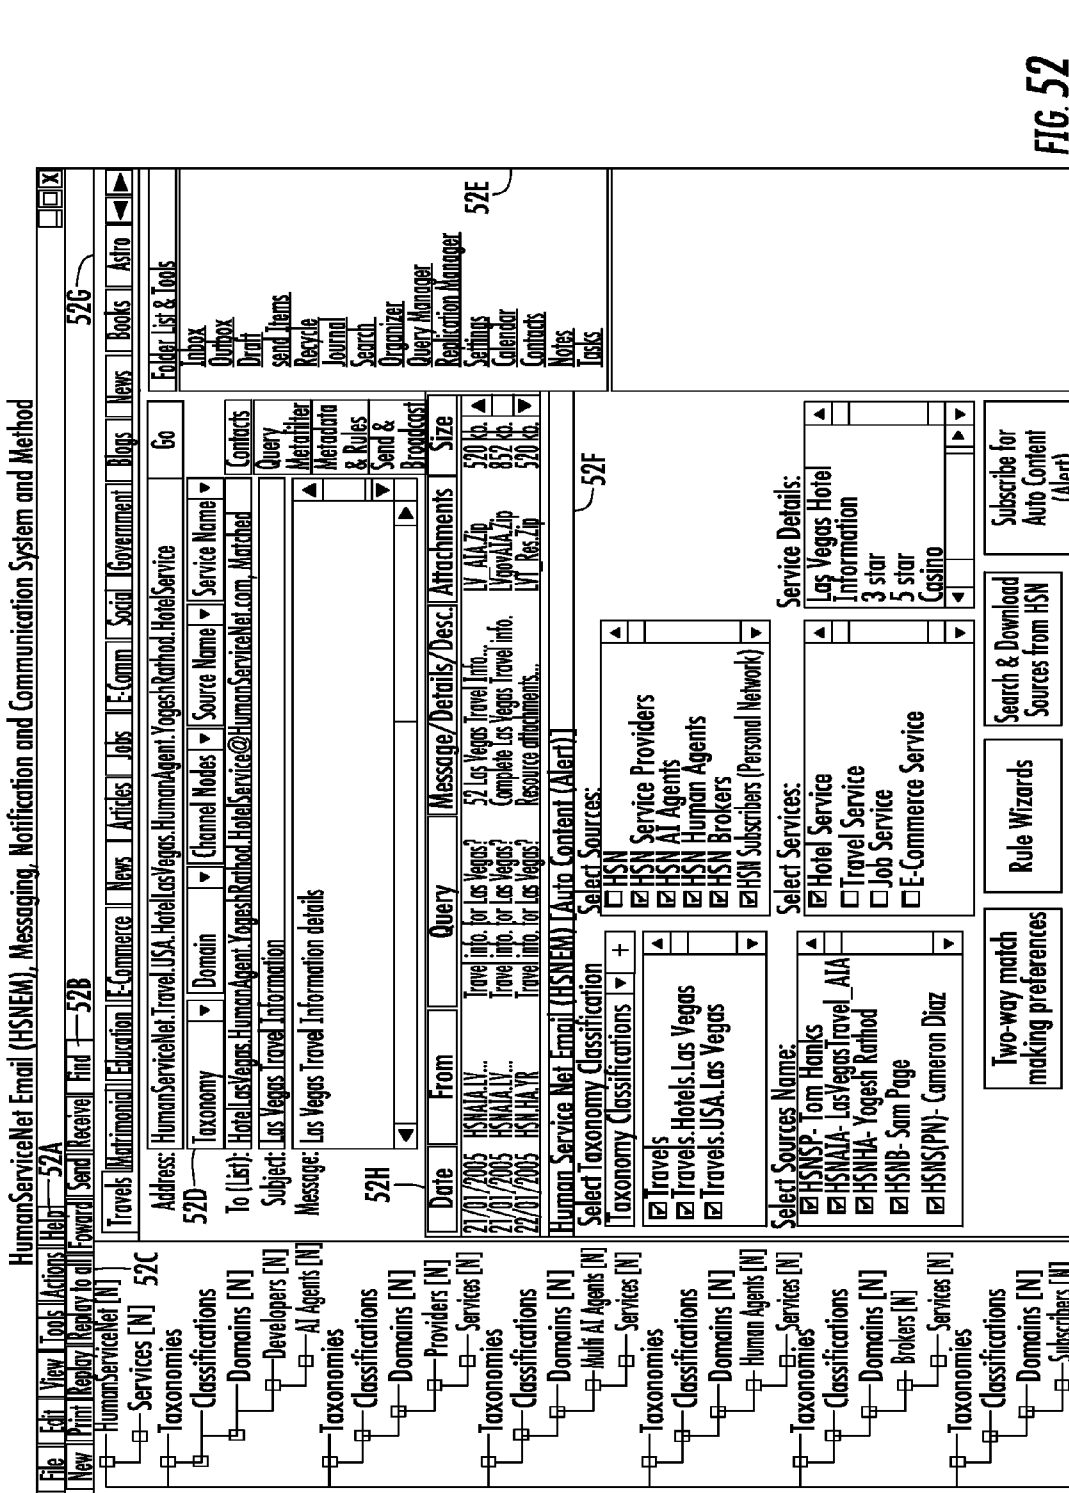 HumanServiceNet Email (HSNEM), Messaging, Notification and Communication System and Method
File Edit View Tools Actions Help 52A
New Print Replay Replay to all Foward Send Receive Find 52B
52G
HumanServiceNet [N]
52C
Services [N]
Taxonomies
Classifications
Domains [N]
Developers [N]
AI Agents [N]
Taxonomies
Classifications
Domains [N]
Providers [N]
Services [N]
Taxonomies
Classifications
Domains [N]
Multi AI Agents [N]
Services [N]
Taxonomies
Classifications
Domains [N]
Human Agents [N]
Services [N]
Taxonomies
Classifications
Domains [N]
Brokers [N]
Services [N]
Taxonomies
Classifications
Domains [N]
Subscribers [N]
Travels Matrimonial Education E-Commerce News Articles Jobs E-Comm Social Government Blogs News Books Astro
Address: HumanServiceNet.Travel.USA.HotelLasVegas.HumanAgent.YogeshRathod.HotelService Go
52D
Taxonomy Domain Channel Nodes Source Name Service Name
To (List): HotelLasVegas.HumanAgent.YogeshRathod.HotelService@HumanServiceNet.com, Matched
Subject: Las Vegas Travel Information
Message: Las Vegas Travel Information details
Contacts
Query
Metafilter
Metadata
& Rules
Send &
Broadcast
52H
Date From Query Message/Details/Desc. Attachments Size
21/01/2005 HSNAIA.LV... Travel info. for Las Vegas? 52 Las Vegas Travel Info... LV_AIA.Zip 520 kb.
21/01/2005 HSNAIA.LV... Travel info. for Las Vegas? Complete Las Vegas Travel info. LVgovAIA.Zip 852 kb.
22/01/2005 HSN.HA.YR Travel info. for Las Vegas? Resource attachments... LVT_Res.Zip 520 kb.
Folder List & Tools
Inbox
Outbox
Draft
send Items
Recycle
Journal
Search
Organizer
Query Manager
Replication Manager
Settings
Calendar
Contacts
Notes
Tasks
52E
Human Service Net Email (HSNEM) [Auto Content (Alert)]
52F
Select Taxonomy Classification
Taxonomy Classifications +
Travels
Travels.Hotels.Las Vegas
Travels.USA.Las Vegas
Select Sources:
HSN
HSN Service Providers
HSN AI Agents
HSN Human Agents
HSN Brokers
HSN Subscribers (Personal Network)
Select Sources Name:
HSNSP- Tom Hanks
HSNAIA- LasVegasTravel_AIA
HSNHA- Yogesh Rathod
HSNB- Sam Page
HSNS(PN)- Cameron Diaz
Select Services:
Hotel Service
Travel Service
Job Service
E-Commerce Service
Service Details:
Las Vegas Hotel
Information
3 star
5 star
Casino
Two-way match
making preferences
Rule Wizards
Search & Download
Sources from HSN
Subscribe for
Auto Content
(Alert)
FIG. 52